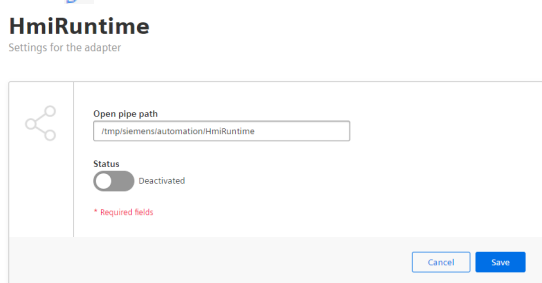 HmiRuntime
Settings for the adapter
Open pipe path
/tmp/siemens/automation/HmiRuntime
Status
Deactivated
* Required fields
Cancel
Save